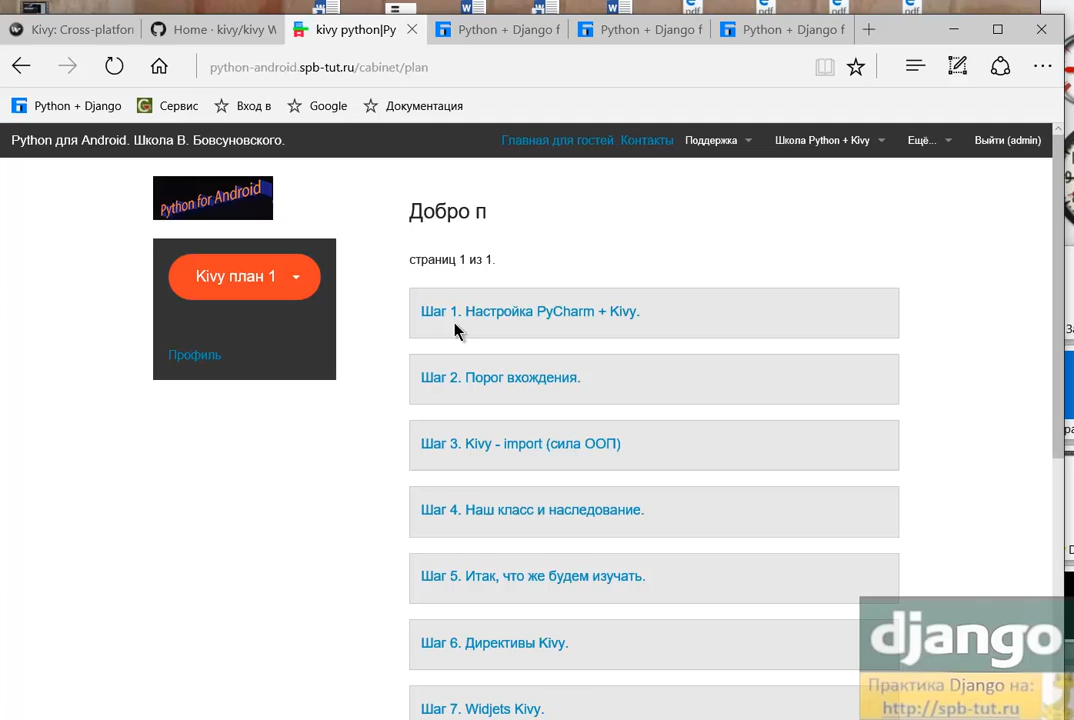 Kivy: Cross-platfor
Home · kivy/kivy W
kivy python|Py
Python + Django f
Python + Django f
Python + Django f
python-android.spb-tut.ru/cabinet/plan
Python + Django
Сервис
Вход в
Google
Документация
Python для Android. Школа В. Бовсуновского.
Главная для гостей
Контакты
Поддержка
Школа Python + Kivy
Ещё...
Выйти (admin)
Python for Android
Kivy план 1
Профиль
Добро п
страниц 1 из 1.
Шаг 1. Настройка PyCharm + Kivy.
Шаг 2. Порог вхождения.
Шаг 3. Kivy - import (сила ООП)
Шаг 4. Наш класс и наследование.
Шаг 5. Итак, что же будем изучать.
Шаг 6. Директивы Kivy.
Шаг 7. Widjets Kivy.
django
Практика Django на:
http://spb-tut.ru